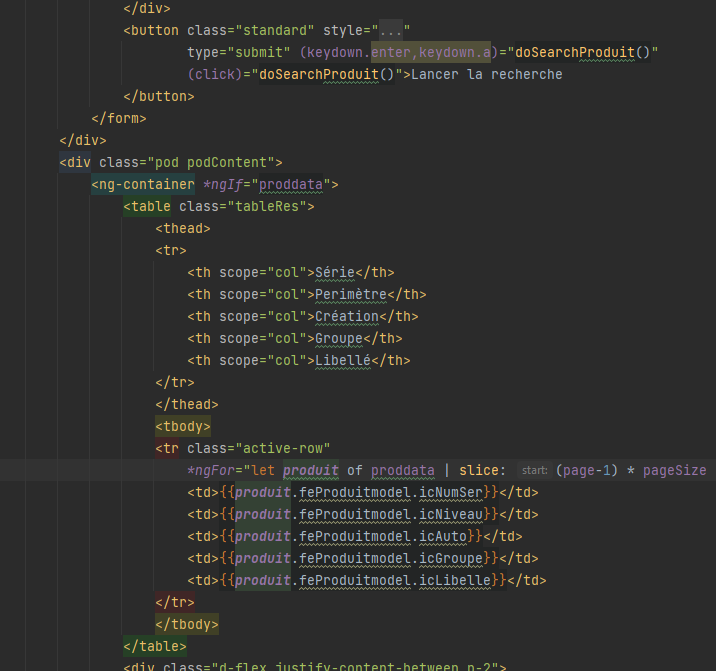 </div>
<button class="standard" style="..."
type="submit" (keydown.enter,keydown.a)="doSearchProduit()"
(click)="doSearchProduit()">Lancer la recherche
</button>
</form>
</div>
<div class="pod podContent">
<ng-container *ngIf="proddata">
<table class="tableRes">
<thead>
<tr>
<th scope="col">Série</th>
<th scope="col">Perimètre</th>
<th scope="col">Création</th>
<th scope="col">Groupe</th>
<th scope="col">Libellé</th>
</tr>
</thead>
<tbody>
<tr class="active-row"
*ngFor="let produit of proddata | slice: start: (page-1) * pageSize
<td>{{produit.feProduitmodel.icNumSer}}</td>
<td>{{produit.feProduitmodel.icNiveau}}</td>
<td>{{produit.feProduitmodel.icAuto}}</td>
<td>{{produit.feProduitmodel.icGroupe}}</td>
<td>{{produit.feProduitmodel.icLibelle}}</td>
</tr>
</tbody>
</table>
<div class="d-flex justify-content-between p-2">